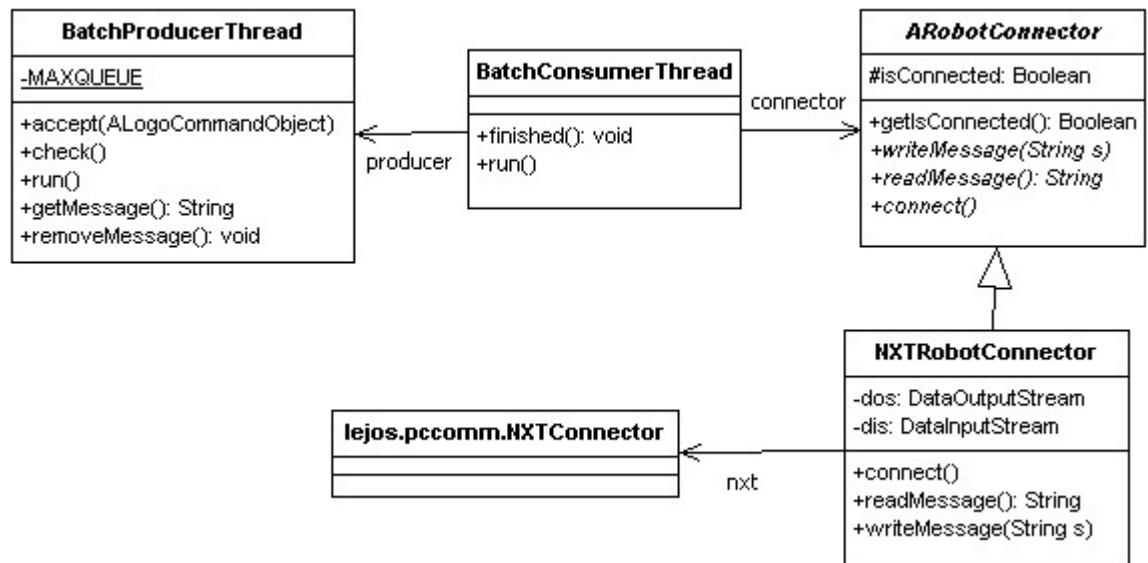 BatchProducerThread
-MAXQUEUE
+accept(ALogoCommandObject)
+check()
+run()
+getMessage(): String
+removeMessage(): void
producer
BatchConsumerThread
+finished(): void
+run()
connector
ARobotConnector
#isConnected: Boolean
+getIsConnected(): Boolean
+writeMessage(String s)
+readMessage(): String
+connect()
NXTRobotConnector
-dos: DataOutputStream
-dis: DataInputStream
+connect()
+readMessage(): String
+writeMessage(String s)
nxt
lejos.pccomm.NXTConnector